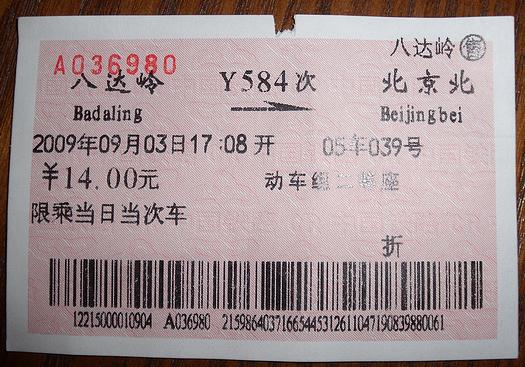 八达岭 售
A036980
八达岭 Y584次 北京北
Badaling Beijingbei
2009年09月03日17:08开 05车039号
¥14.00元 动车组二等座
限乘当日当次车
折
12215000010904 A036980 2159864037166544531261104719083988006​1